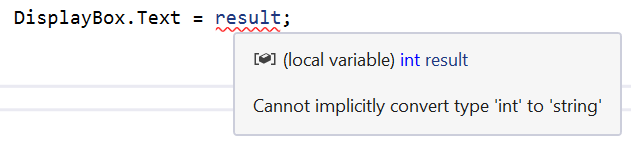 DisplayBox.Text = result;
(local variable) int result
Cannot implicitly convert type 'int' to 'string'